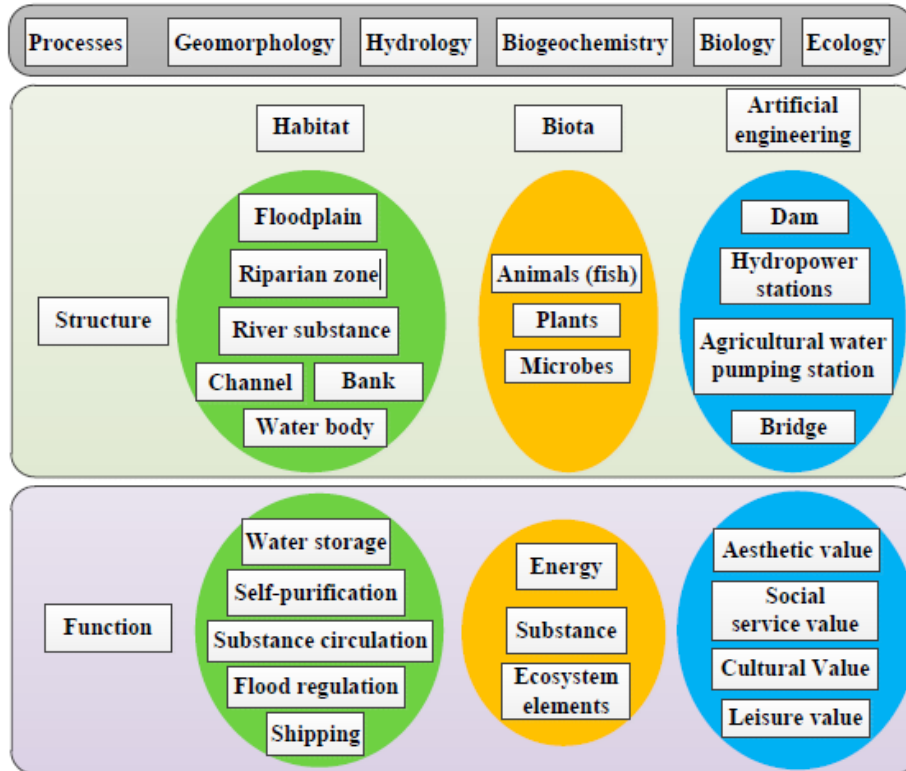 Processes
Geomorphology
Hydrology
Biogeochemistry
Biology
Ecology
Habitat
Biota
Artificial
engineering
Structure
Floodplain
Riparian zone
River substance
Channel
Bank
Water body
Animals (fish)
Plants
Microbes
Dam
Hydropower
stations
Agricultural water
pumping station
Bridge
Function
Water storage
Self-purification
Substance circulation
Flood regulation
Shipping
Energy
Substance
Ecosystem
elements
Aesthetic value
Social
service value
Cultural Value
Leisure value